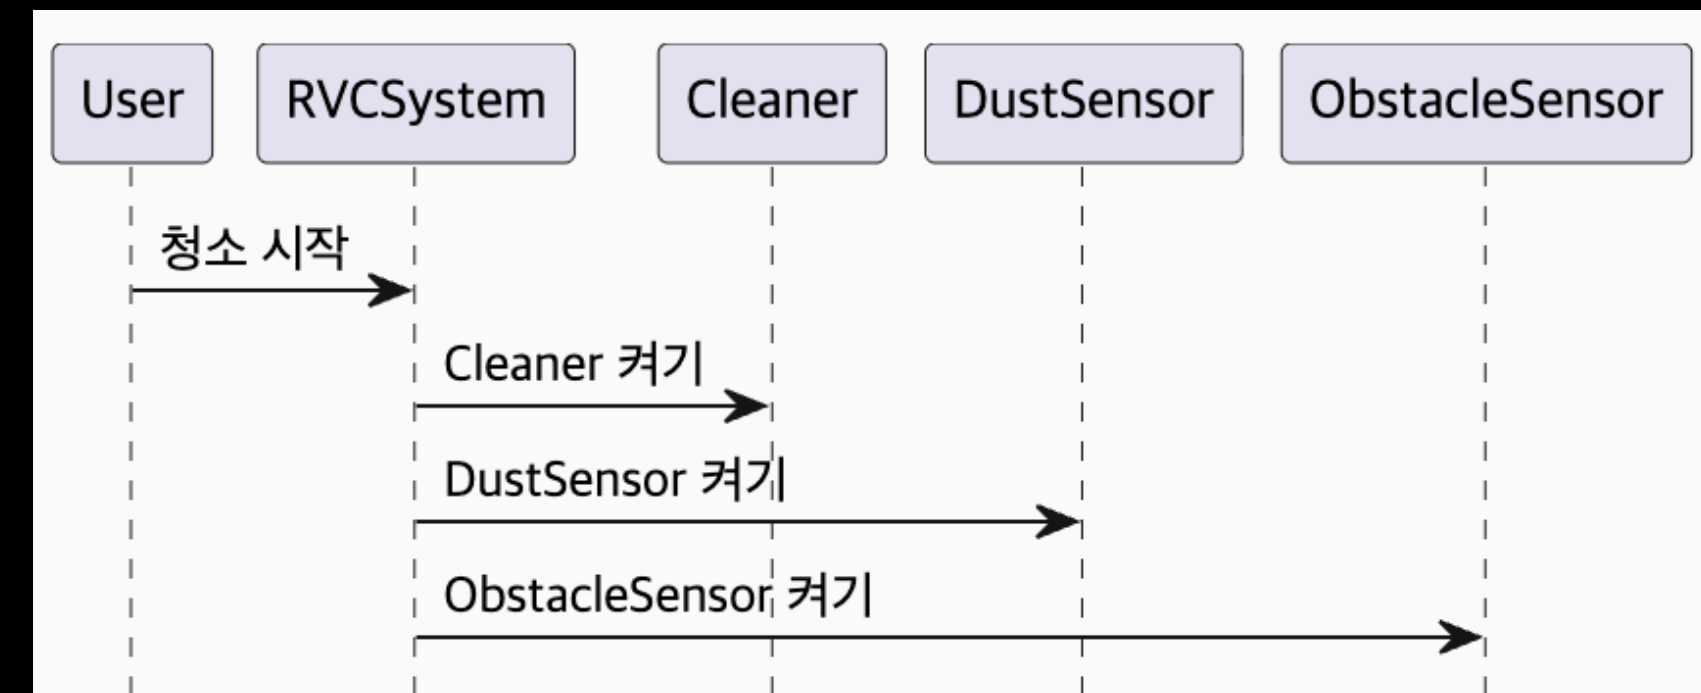 User
RVCSystem
Cleaner
DustSensor
ObstacleSensor
청소 시작
Cleaner 켜기
DustSensor 켜기
ObstacleSensor 켜기